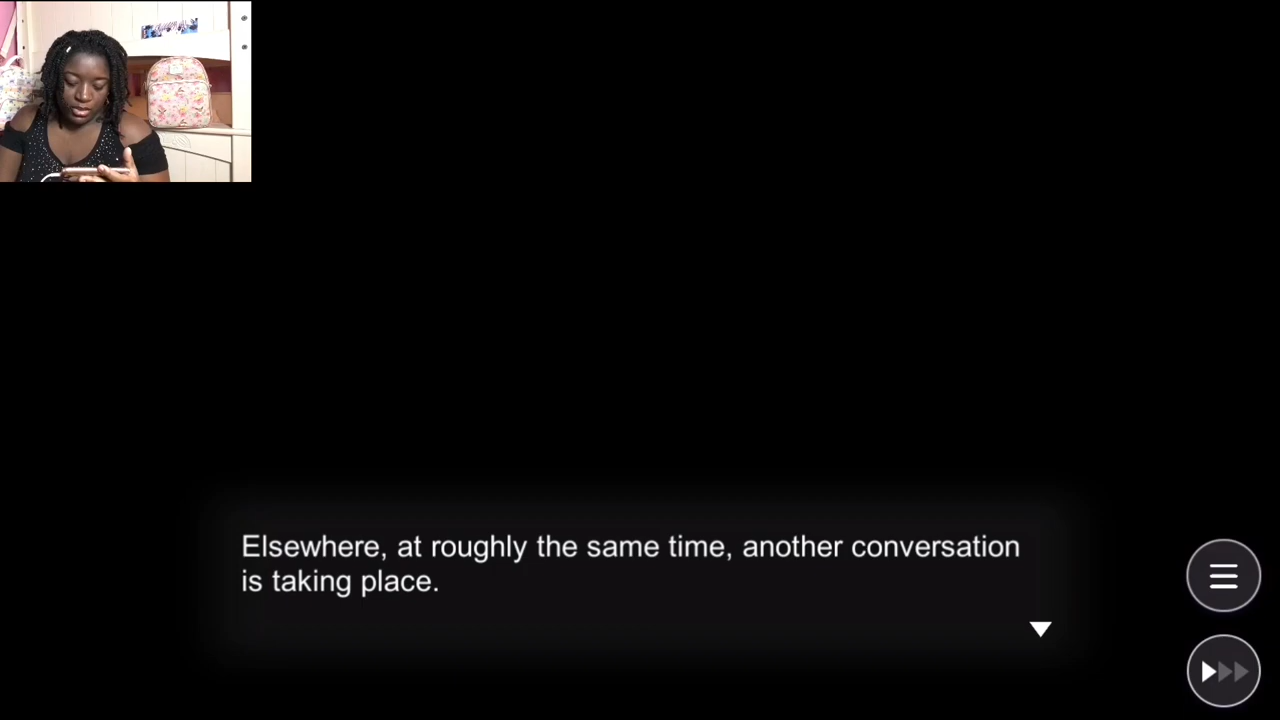 Elsewhere, at roughly the same time, another conversation
is taking place.